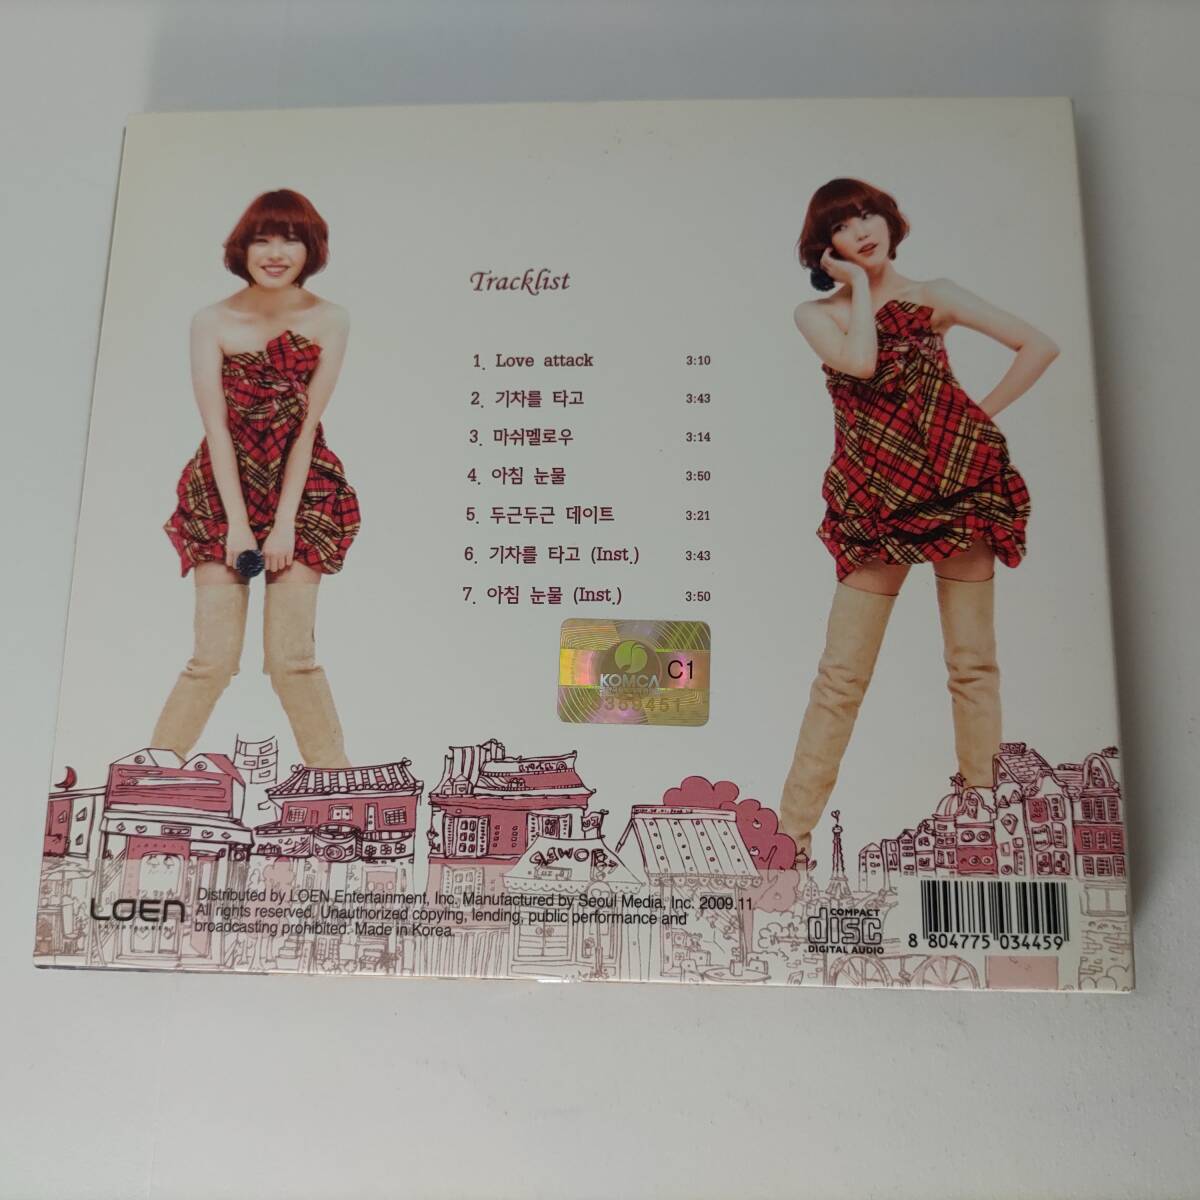 Tracklist
1. Love attack 3:10
2. 기차를 타고 3:43
3. 마쉬멜로우 3:14
4. 아침 눈물 3:50
5. 두근두근 데이트 3:21
6. 기차를 타고 (Inst.) 3:43
7. 아침 눈물 (Inst.) 3:50
KOMCA C1
LOEN
ENTERTAINMENT
Distributed by LOEN Entertainment, Inc. Manufactured by Seoul Media, Inc. 2009.11
All rights reserved. Unauthorized copying, lending, public performance and
broadcasting prohibited. Made in Korea.
COMPACT
disc
DIGITAL AUDIO
8 804775 034459